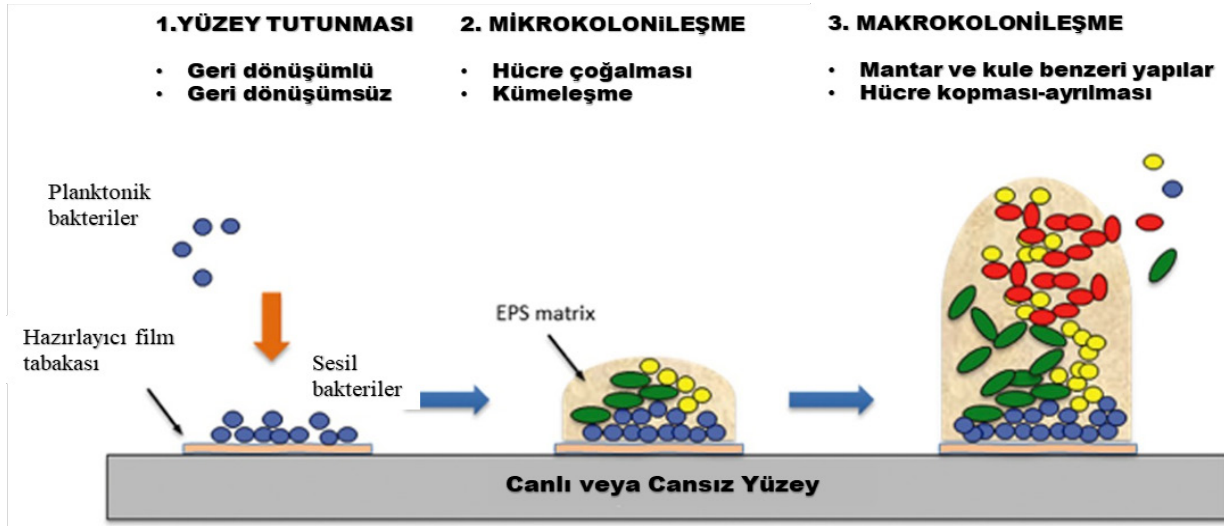 1.YÜZEY TUTUNMASI
• Geri dönüşümlü
• Geri dönüşümsüz
2. MİKROKOLONiLEŞME
• Hücre çoğalması
• Kümeleşme
3. MAKROKOLONİLEŞME
• Mantar ve kule benzeri yapılar
• Hücre kopması-ayrılması
Planktonik
bakteriler
Hazırlayıcı film
tabakası
Sesil
bakteriler
EPS matrix
Canlı veya Cansız Yüzey